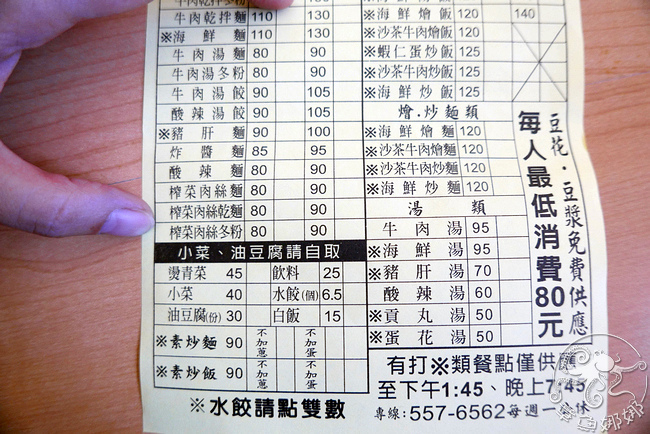 牛肉乾拌麵 110 130
※海鮮麵 110 130
牛肉湯麵 80 90
牛肉湯冬粉 80 90
牛肉湯餃 90 105
酸辣湯餃 90 105
※豬肝麵 90 100
炸醬麵 85 95
酸辣麵 80 90
榨菜肉絲麵 80 90
榨菜肉絲乾麵 80 90
榨菜肉絲冬粉 80 90
小菜、油豆腐請自取
燙青菜 45 飲料 25
小菜 40 水餃(個) 6.5
油豆腐(份) 30 白飯 15
※素炒麵 90 不加蔥 不加蛋
※素炒飯 90 不加蔥 不加蛋
※水餃請點雙數
※海鮮燴飯 120 140
※沙茶牛肉燴飯 125
※蝦仁蛋炒飯 125
※沙茶牛肉炒飯 125
※海鮮炒飯 125
燴.炒麵類
※海鮮燴麵 120
※沙茶牛肉燴麵 120
※沙茶牛肉炒麵 120
※海鮮炒麵 120
湯類
牛肉湯 95
※海鮮湯 95
※豬肝湯 70
酸辣湯 60
※貢丸湯 50
※蛋花湯 50
豆花.豆漿免費供應
每人最低消費80元
有打※類餐點僅供應
至下午1:45、晚上7:45
專線:557-6562 每週一公休